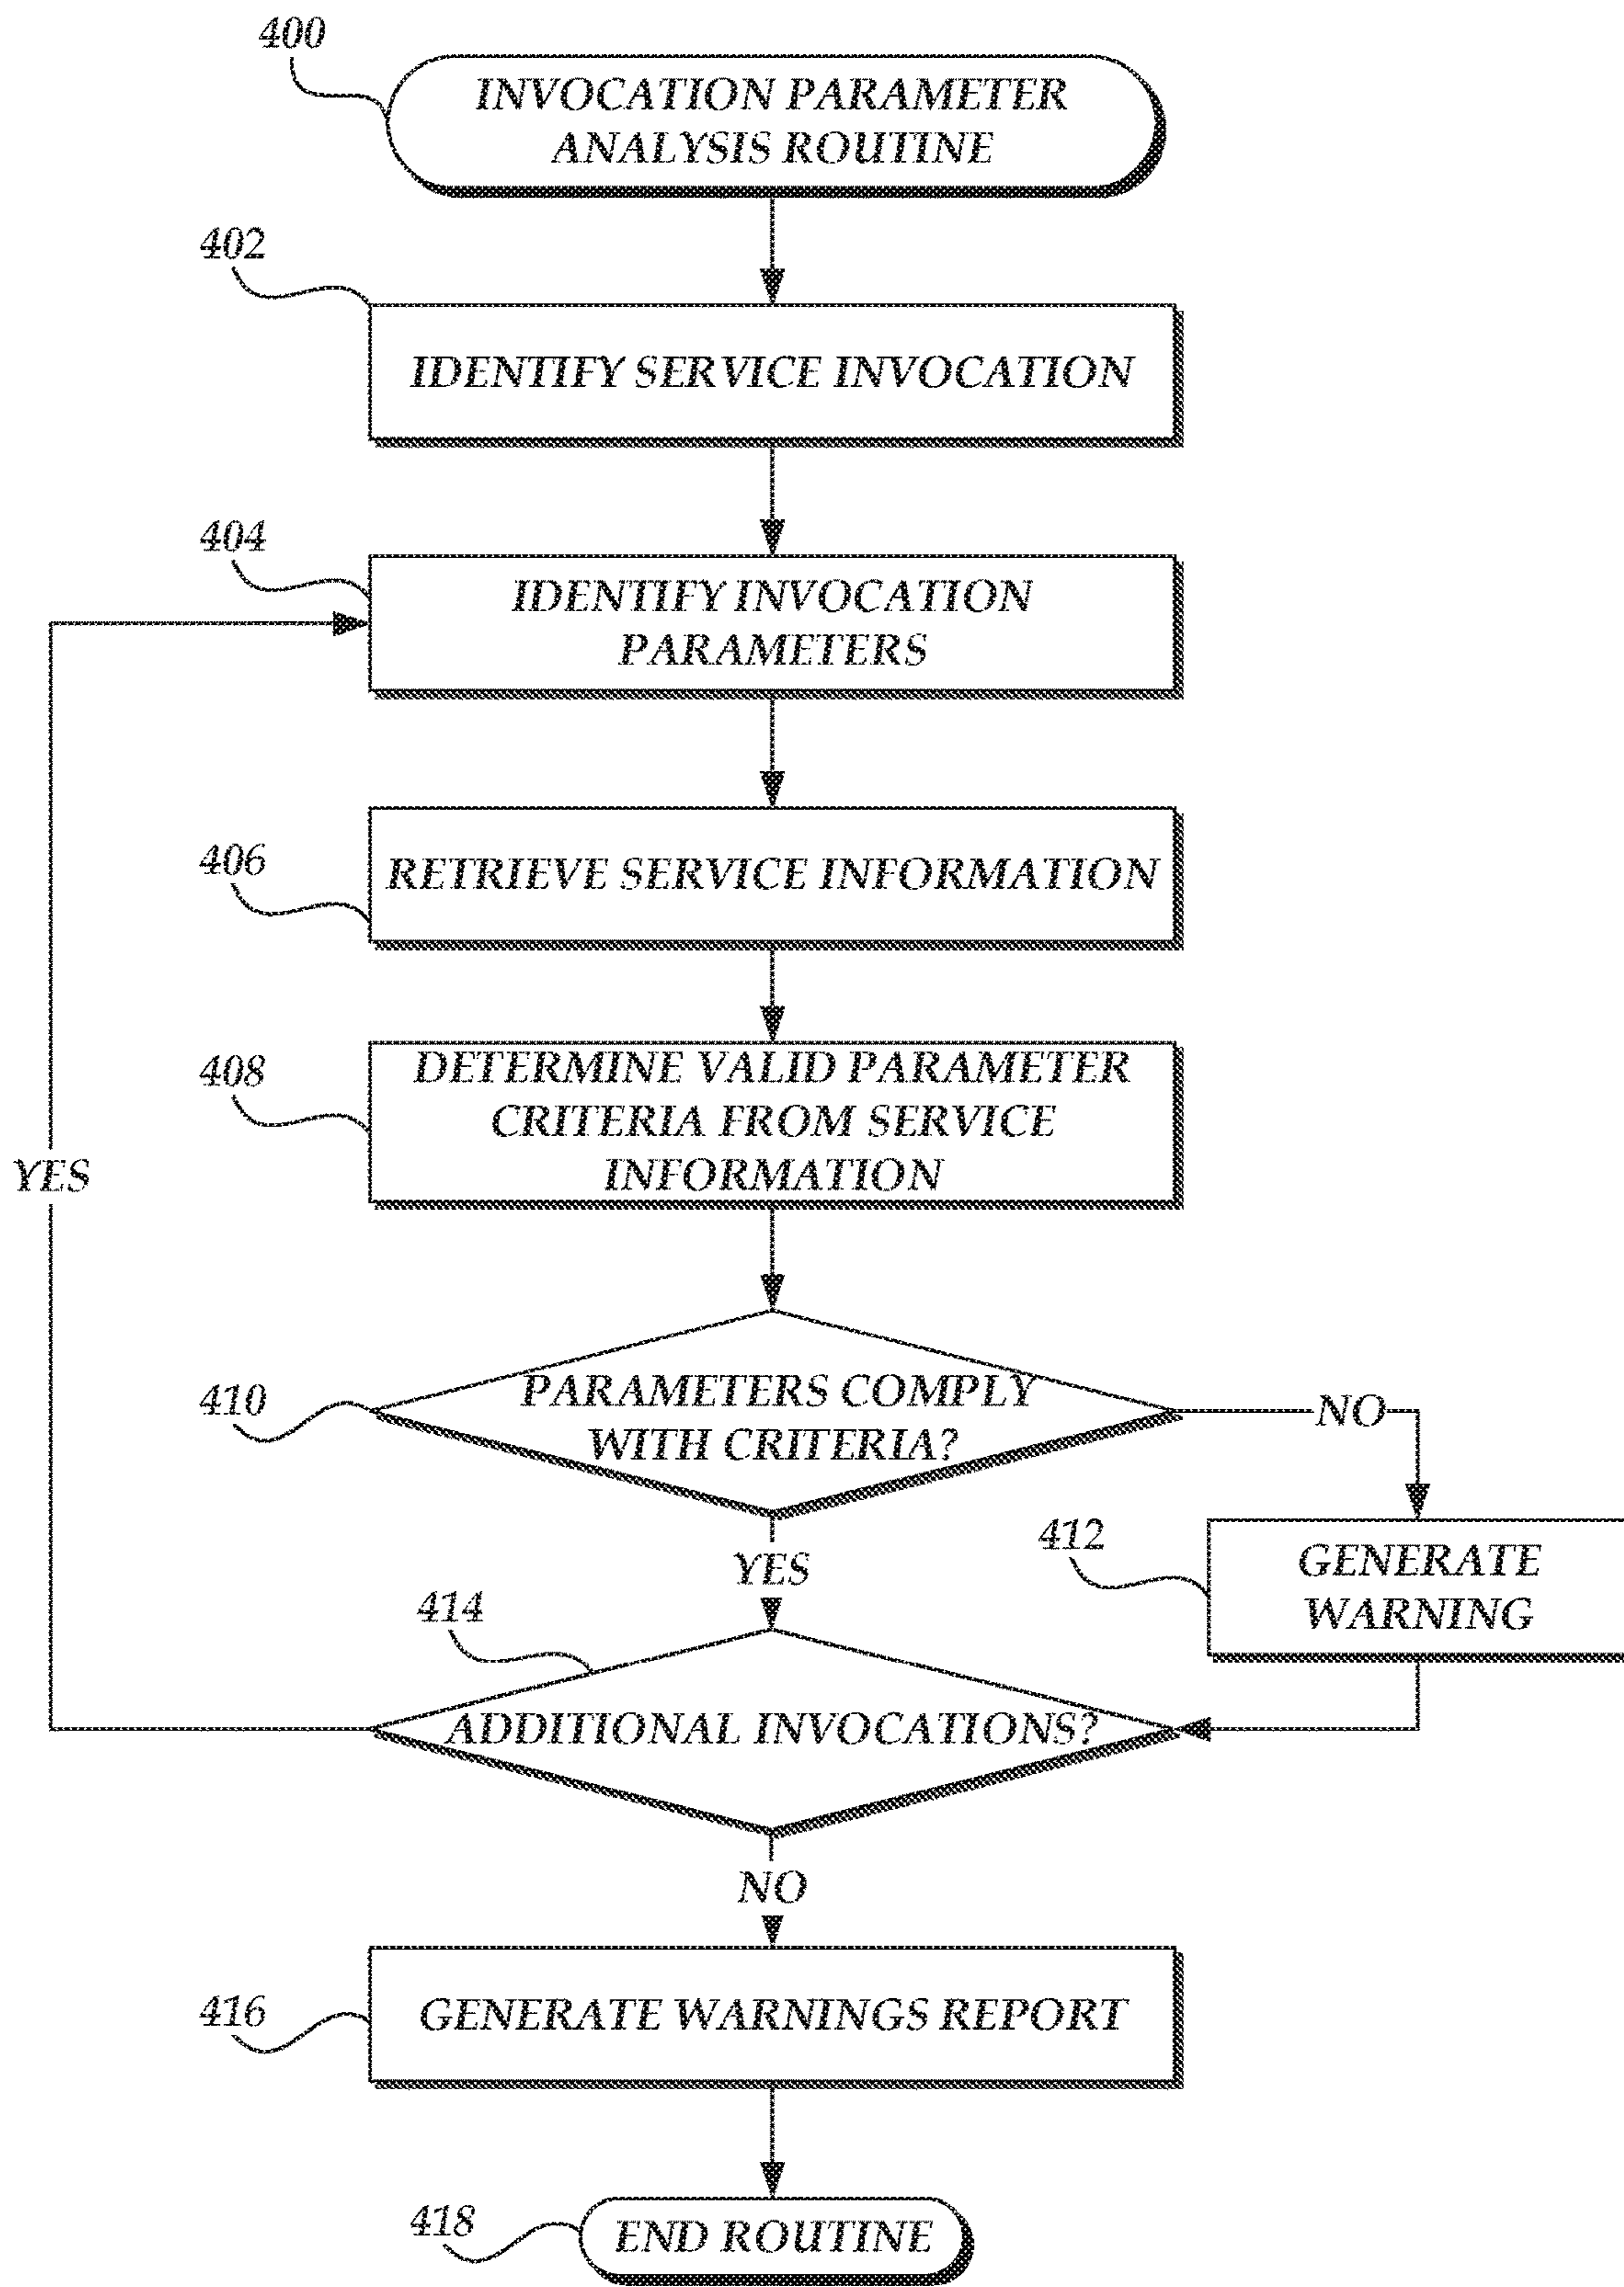 400
INVOCATION PARAMETER
ANALYSIS ROUTINE
402
IDENTIFY SERVICE INVOCATION
404
IDENTIFY INVOCATION
PARAMETERS
406
RETRIEVE SERVICE INFORMATION
408
DETERMINE VALID PARAMETER
CRITERIA FROM SERVICE
INFORMATION
YES
410
PARAMETERS COMPLY
WITH CRITERIA?
NO
412
GENERATE
WARNING
YES
414
ADDITIONAL INVOCATIONS?
NO
416
GENERATE WARNINGS REPORT
418
END ROUTINE